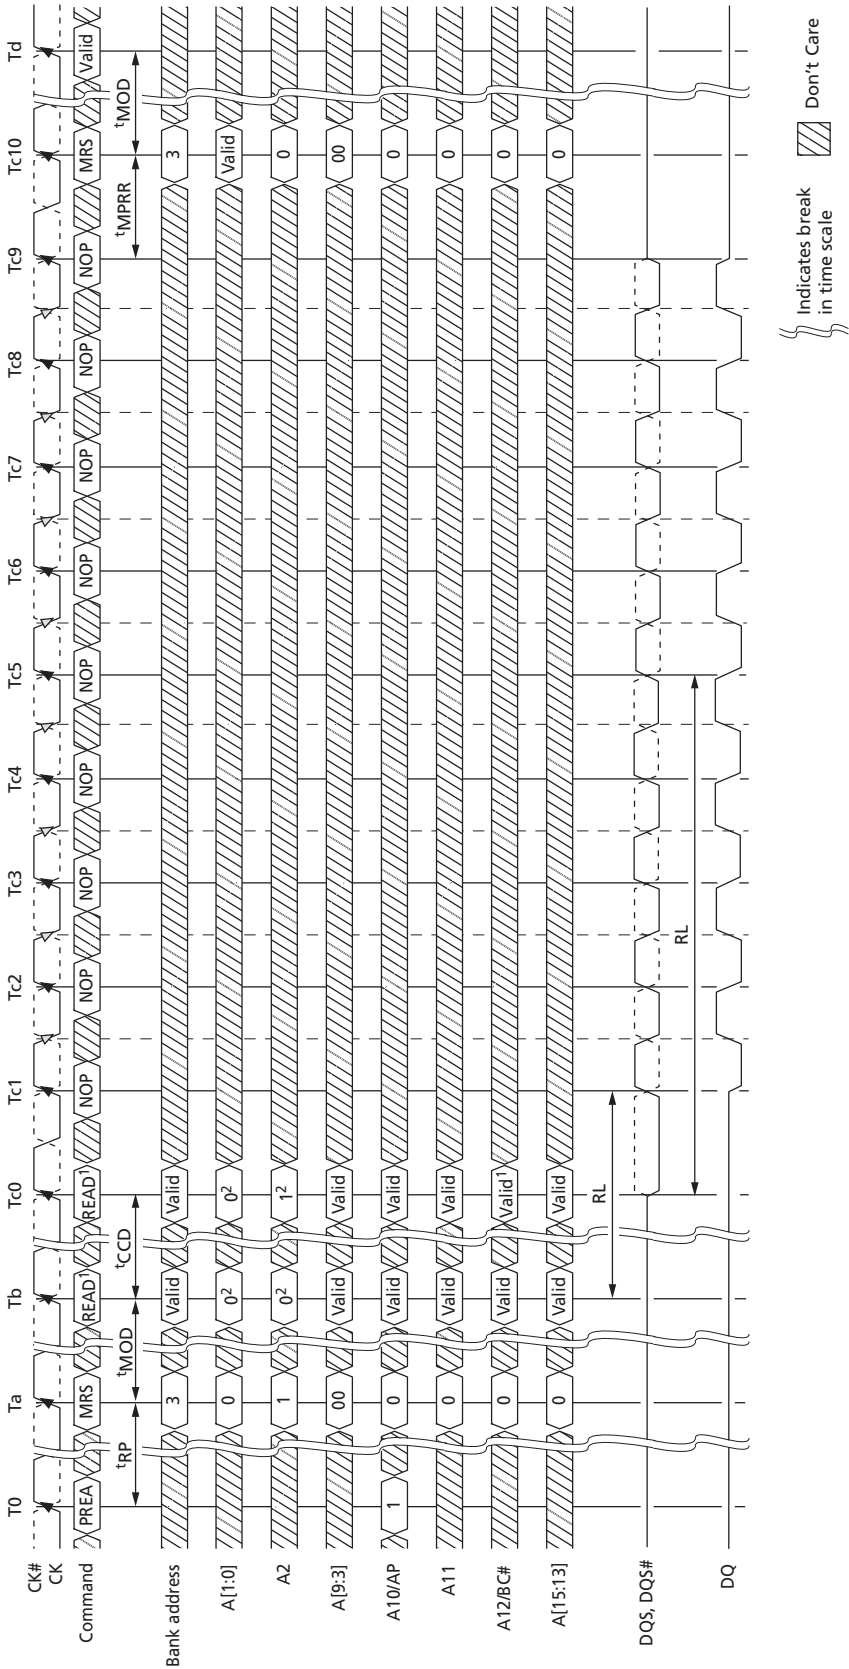 T0 Ta Tb Tc0 Tc1 Tc2 Tc3 Tc4 Tc5 Tc6 Tc7 Tc8 Tc9 Tc10 Td
CK#
CK
Command PREA MRS READ1 READ1 NOP NOP NOP NOP NOP NOP NOP NOP NOP MRS Valid
tRP tMOD tCCD tMPRR tMOD
Bank address 3 Valid Valid 3
A[1:0] 0 02 02 Valid
A2 1 02 12 0
A[9:3] 00 Valid Valid 00
A10/AP 1 0 Valid Valid 0
A11 0 Valid Valid 0
A12/BC# 0 Valid Valid1 0
A[15:13] 0 Valid Valid 0
RL
DQS, DQS#
RL
DQ
Indicates break
in time scale
Don't Care